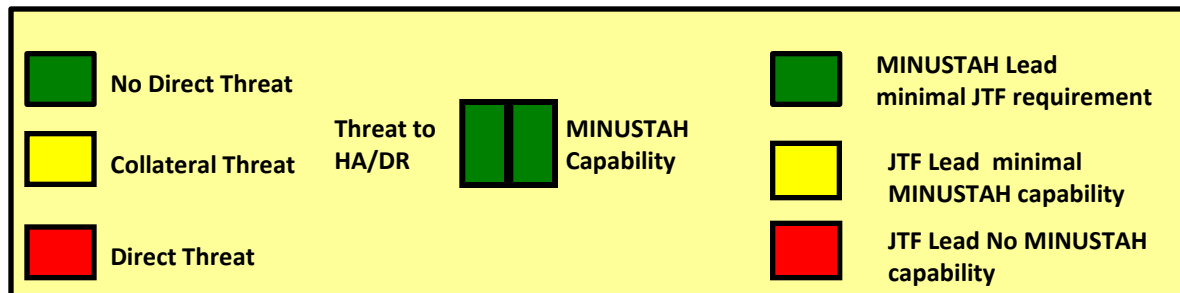 No Direct Threat
Collateral Threat
Direct Threat
Threat to
HA/DR
MINUSTAH
Capability
MINUSTAH Lead
minimal JTF requirement
JTF Lead  minimal
MINUSTAH capability
JTF Lead No MINUSTAH
capability